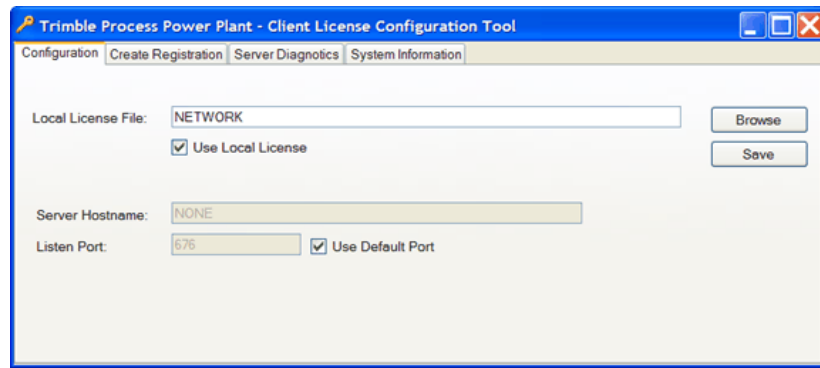 Trimble Process Power Plant - Client License Configuration Tool
Configuration Create Registration Server Diagnotics System Information
Local License File: NETWORK Browse
Use Local License Save
Server Hostname: NONE
Listen Port: 676 Use Default Port